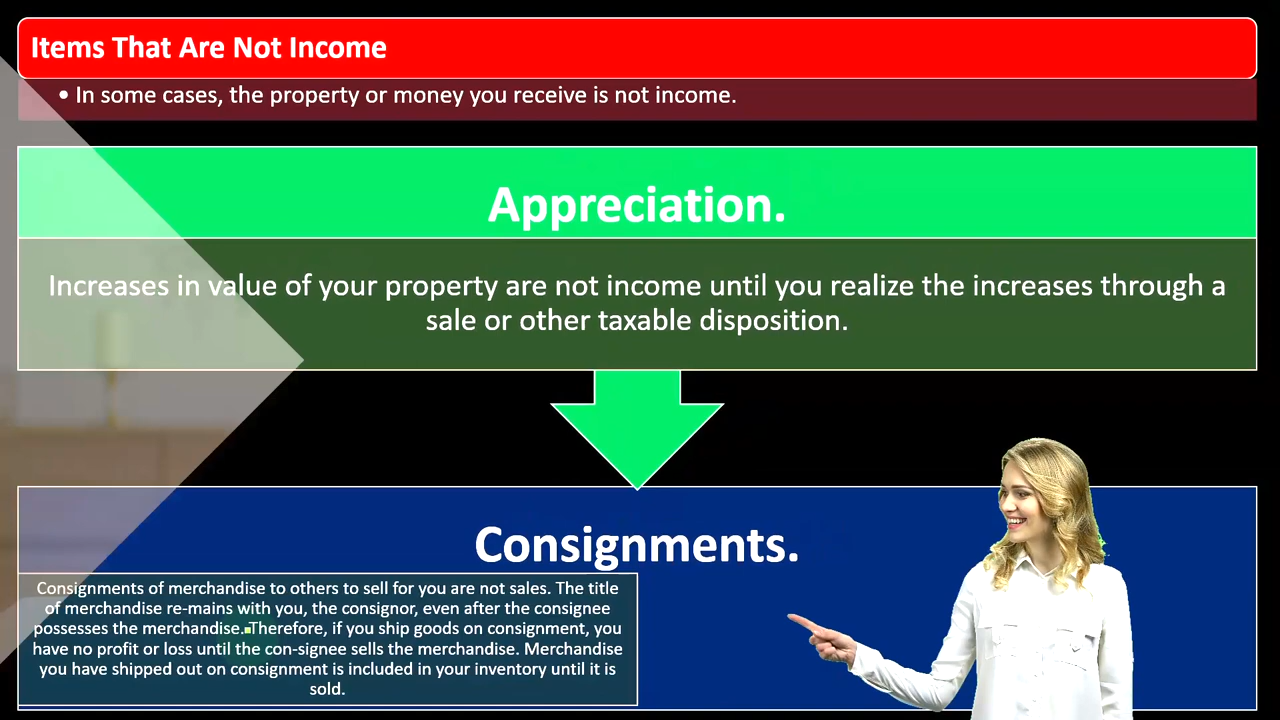 Items That Are Not Income
• In some cases, the property or money you receive is not income.
Appreciation.
Increases in value of your property are not income until you realize the increases through a
sale or other taxable disposition.
Consignments.
Consignments of merchandise to others to sell for you are not sales. The title
of merchandise re-mains with you, the consignor, even after the consignee
possesses the merchandise. Therefore, if you ship goods on consignment, you
have no profit or loss until the con-signee sells the merchandise. Merchandise
you have shipped out on consignment is included in your inventory until it is
sold.